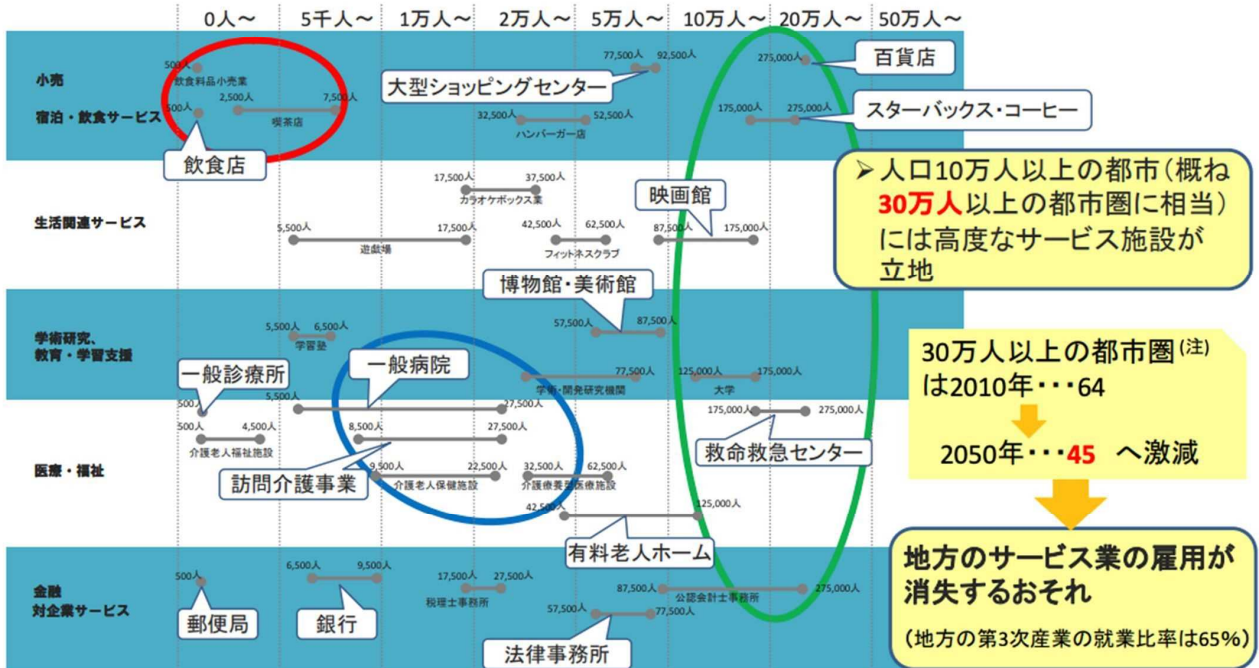 0人～ 5千人～ 1万人～ 2万人～ 5万人～ 10万人～ 20万人～ 50万人～
小売
宿泊・飲食サービス
500人
飲食料品小売業
500人
飲食店
2,500人 7,500人
喫茶店
大型ショッピングセンター
77,500人 92,500人
32,500人 52,500人
ハンバーガー店
275,000人
百貨店
175,000人 275,000人
スターバックス・コーヒー
生活関連サービス
17,500人 37,500人
カラオケボックス業
5,500人 17,500人
遊戯場
42,500人 62,500人
フィットネスクラブ
映画館
87,500人 175,000人
学術研究、
教育・学習支援
5,500人 6,500人
学習塾
博物館・美術館
57,500人 87,500人
77,500人
学術・開発研究機関
125,000人 175,000人
大学
医療・福祉
一般診療所
500人
一般病院
5,500人 27,500人
500人 4,500人
介護老人福祉施設
8,500人 27,500人
訪問介護事業
9,500人 22,500人
介護老人保健施設
32,500人 62,500人
介護療養型医療施設
175,000人 275,000人
救命救急センター
42,500人 125,000人
有料老人ホーム
金融
対企業サービス
500人
郵便局
6,500人 9,500人
銀行
17,500人 27,500人
税理士事務所
57,500人 77,500人
法律事務所
87,500人 275,000人
公認会計士事務所
➢ 人口10万人以上の都市（概ね
30万人以上の都市圏に相当）
には高度なサービス施設が
立地
30万人以上の都市圏(注)
は2010年・・・64
2050年・・・45 へ激減
地方のサービス業の雇用が
消失するおそれ
（地方の第3次産業の就業比率は65%）